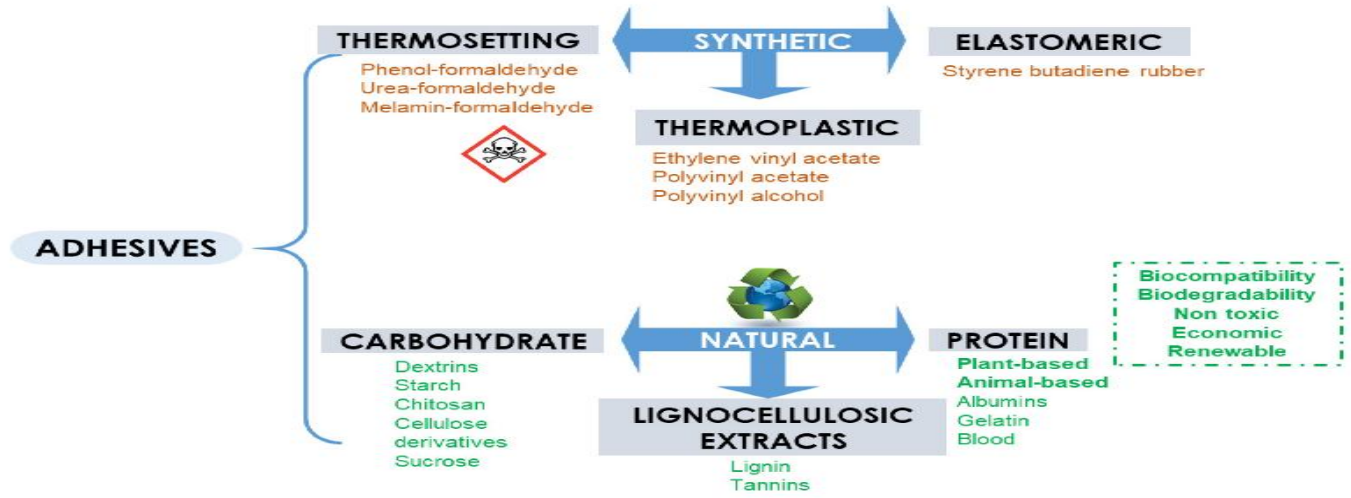 THERMOSETTING
Phenol-formaldehyde
Urea-formaldehyde
Melamin-formaldehyde
SYNTHETIC
ELASTOMERIC
Styrene butadiene rubber
THERMOPLASTIC
Ethylene vinyl acetate
Polyvinyl acetate
Polyvinyl alcohol
ADHESIVES
CARBOHYDRATE
Dextrins
Starch
Chitosan
Cellulose
derivatives
Sucrose
NATURAL
LIGNOCELLULOSIC
EXTRACTS
Lignin
Tannins
PROTEIN
Plant-based
Animal-based
Albumins
Gelatin
Blood
Biocompatibility
Biodegradability
Non toxic
Economic
Renewable